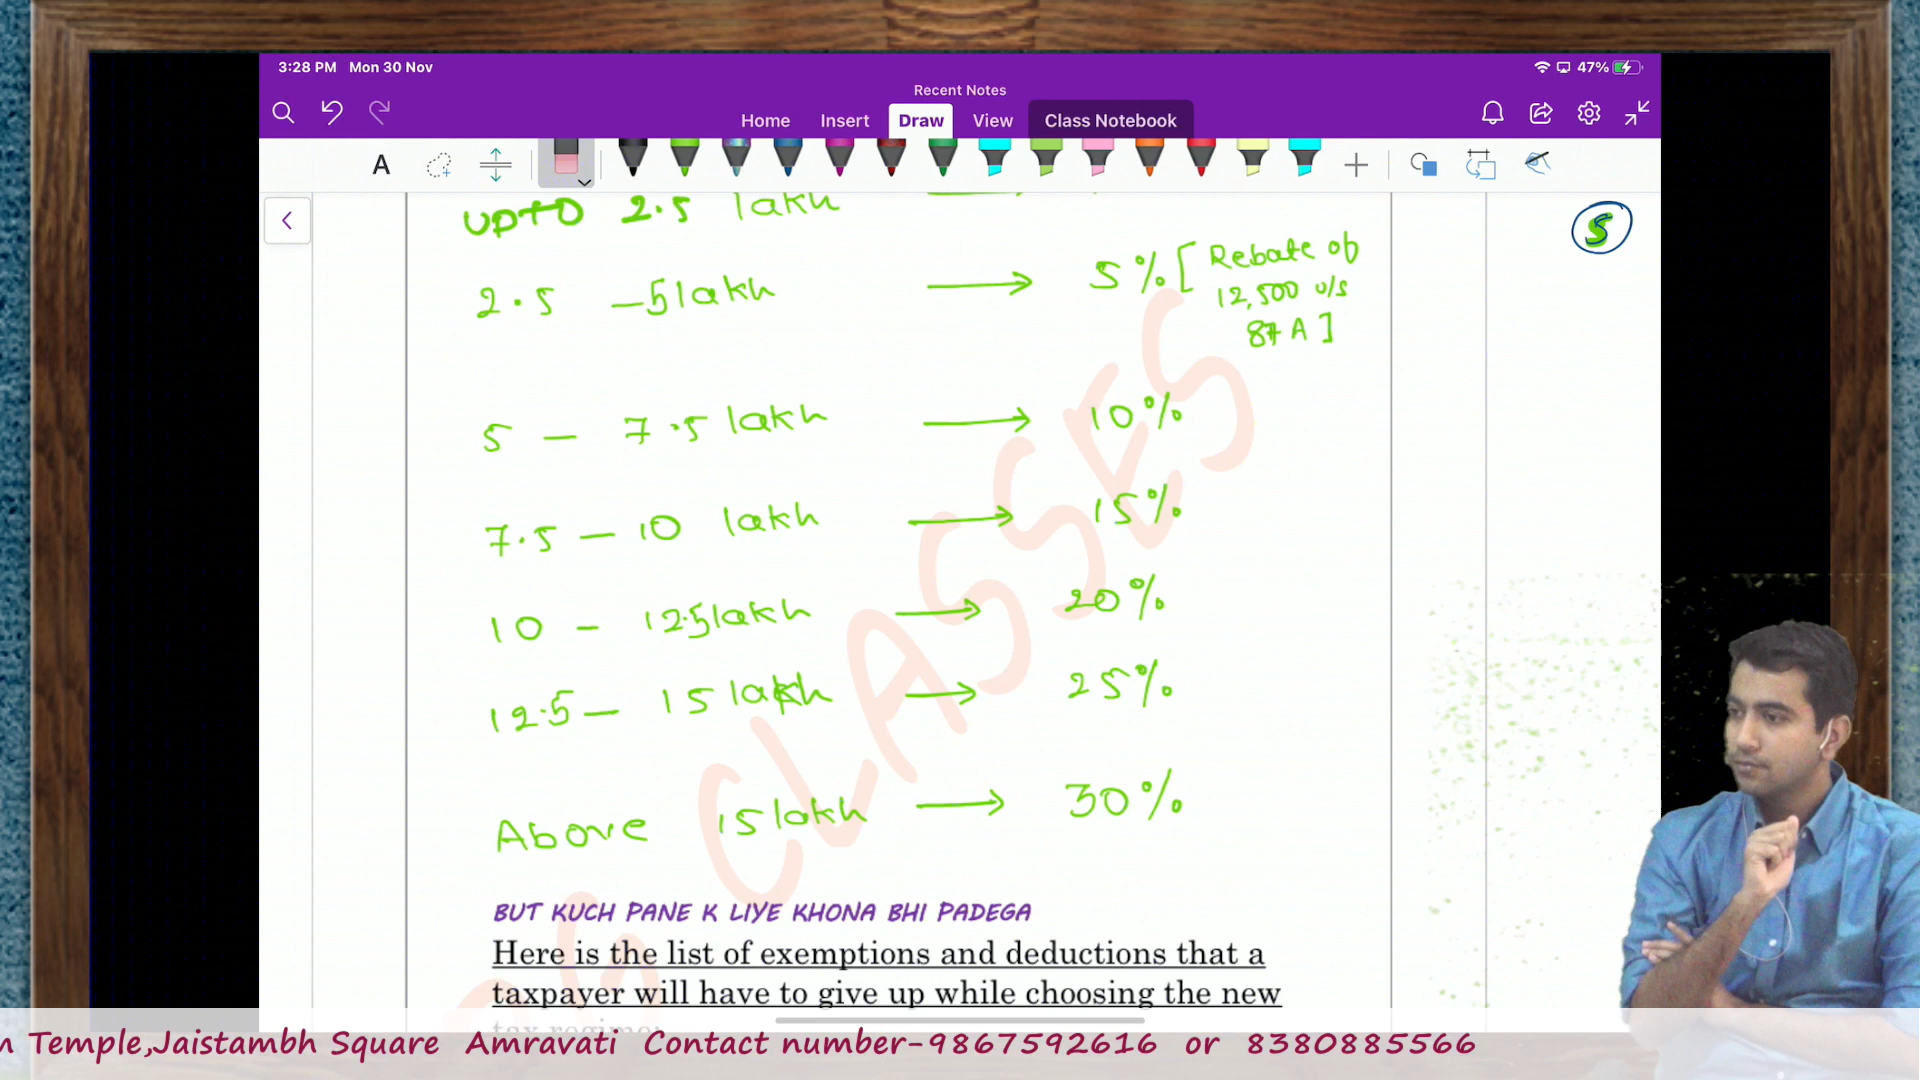 3:28 PM Mon 30 Nov
47%
Recent Notes
Home Insert Draw View Class Notebook
A
UPTO 2.5 lakh
S
2.5 - 5 lakh → 5% [Rebate of
12,500 u/s
87A]
5 - 7.5 lakh → 10%
7.5 - 10 lakh → 15%
10 - 12.5 lakh → 20%
12.5 - 15 lakh → 25%
Above 15 lakh → 30%
CLASSES
BUT KUCH PANE K LIYE KHONA BHI PADEGA
Here is the list of exemptions and deductions that a
taxpayer will have to give up while choosing the new
tax regime:
n Temple,Jaistambh Square Amravati Contact number-9867592616 or 8380885566